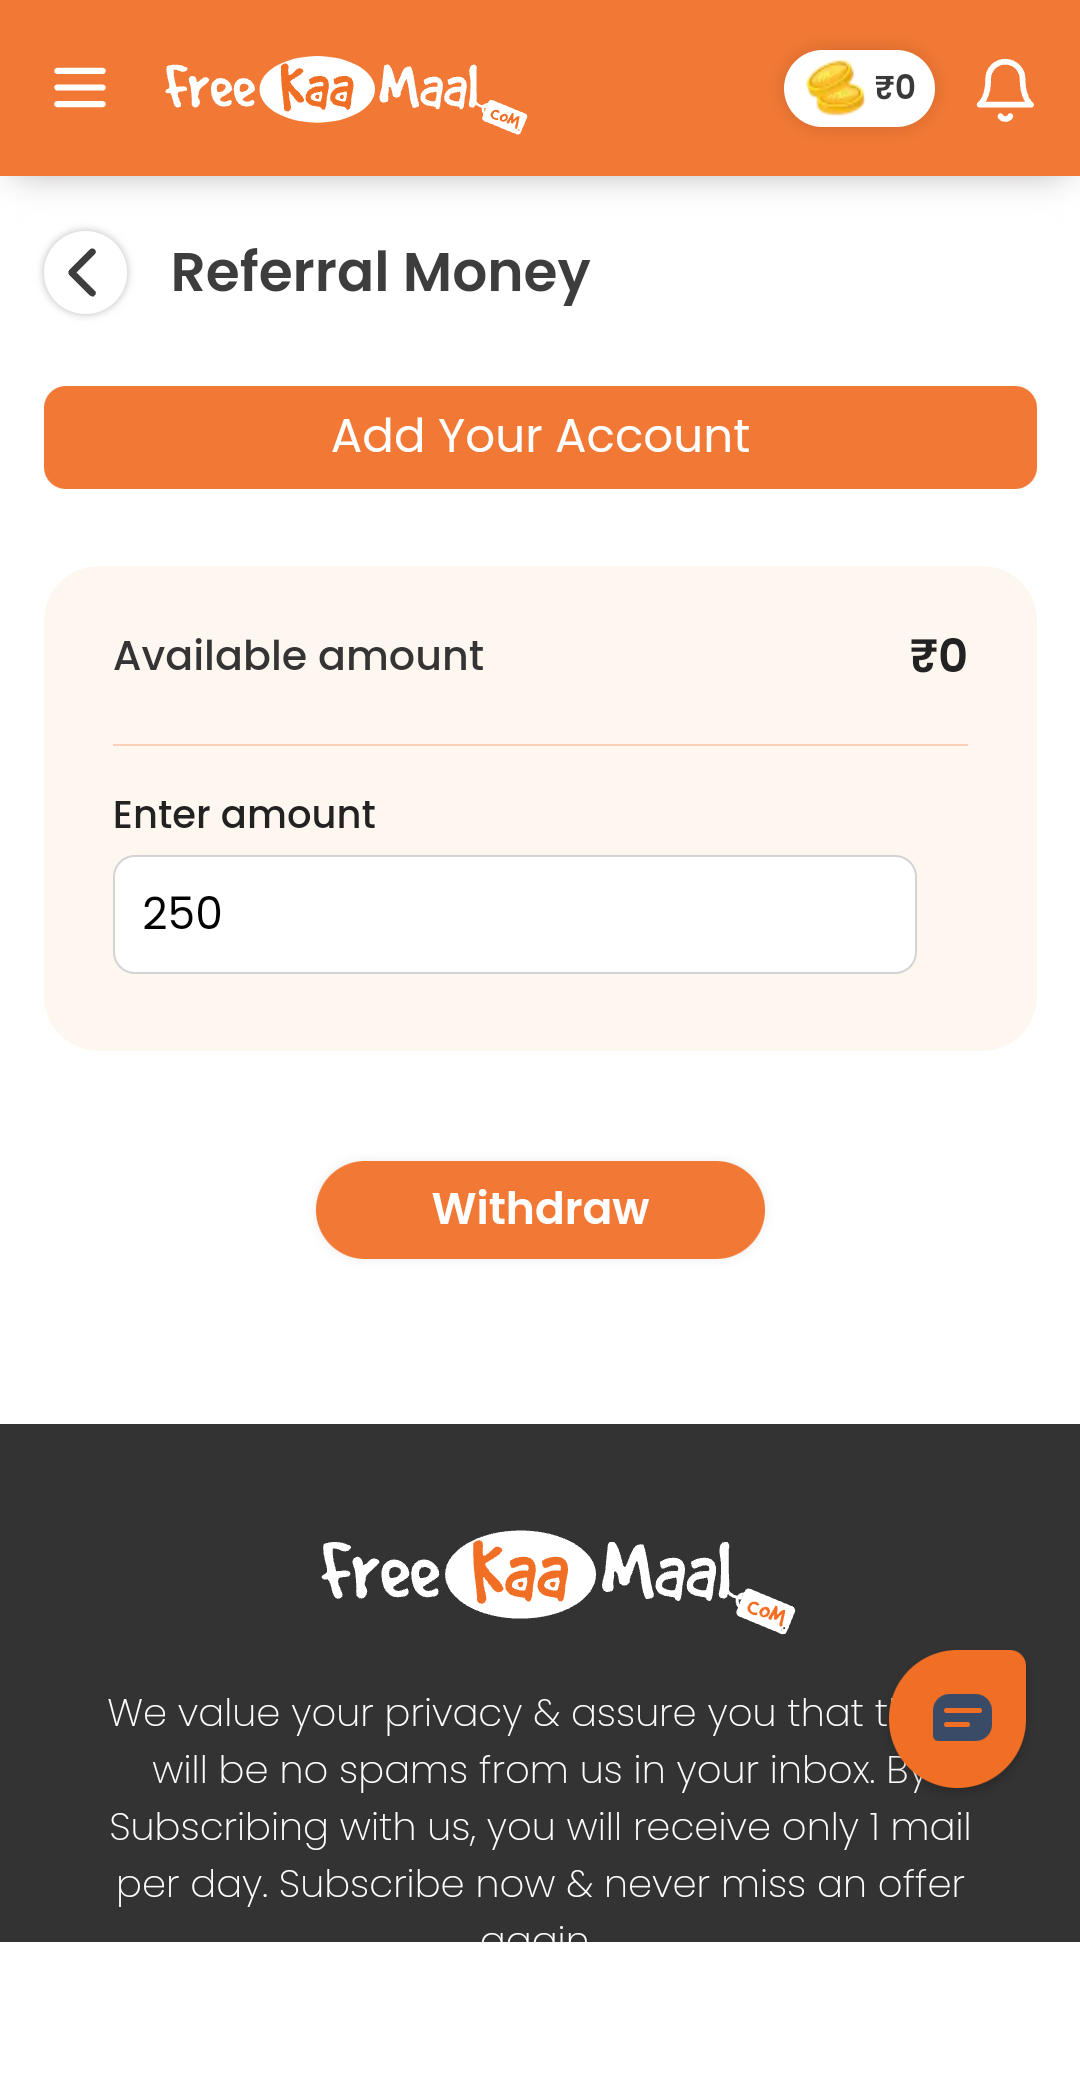 Free Kaa Maal .COM
₹0
Referral Money
Add Your Account
Available amount ₹0
Enter amount
250
Withdraw
Free Kaa Maal .COM
We value your privacy & assure you that
will be no spams from us in your inbox. By
Subscribing with us, you will receive only 1 mail
per day. Subscribe now & never miss an offer
again